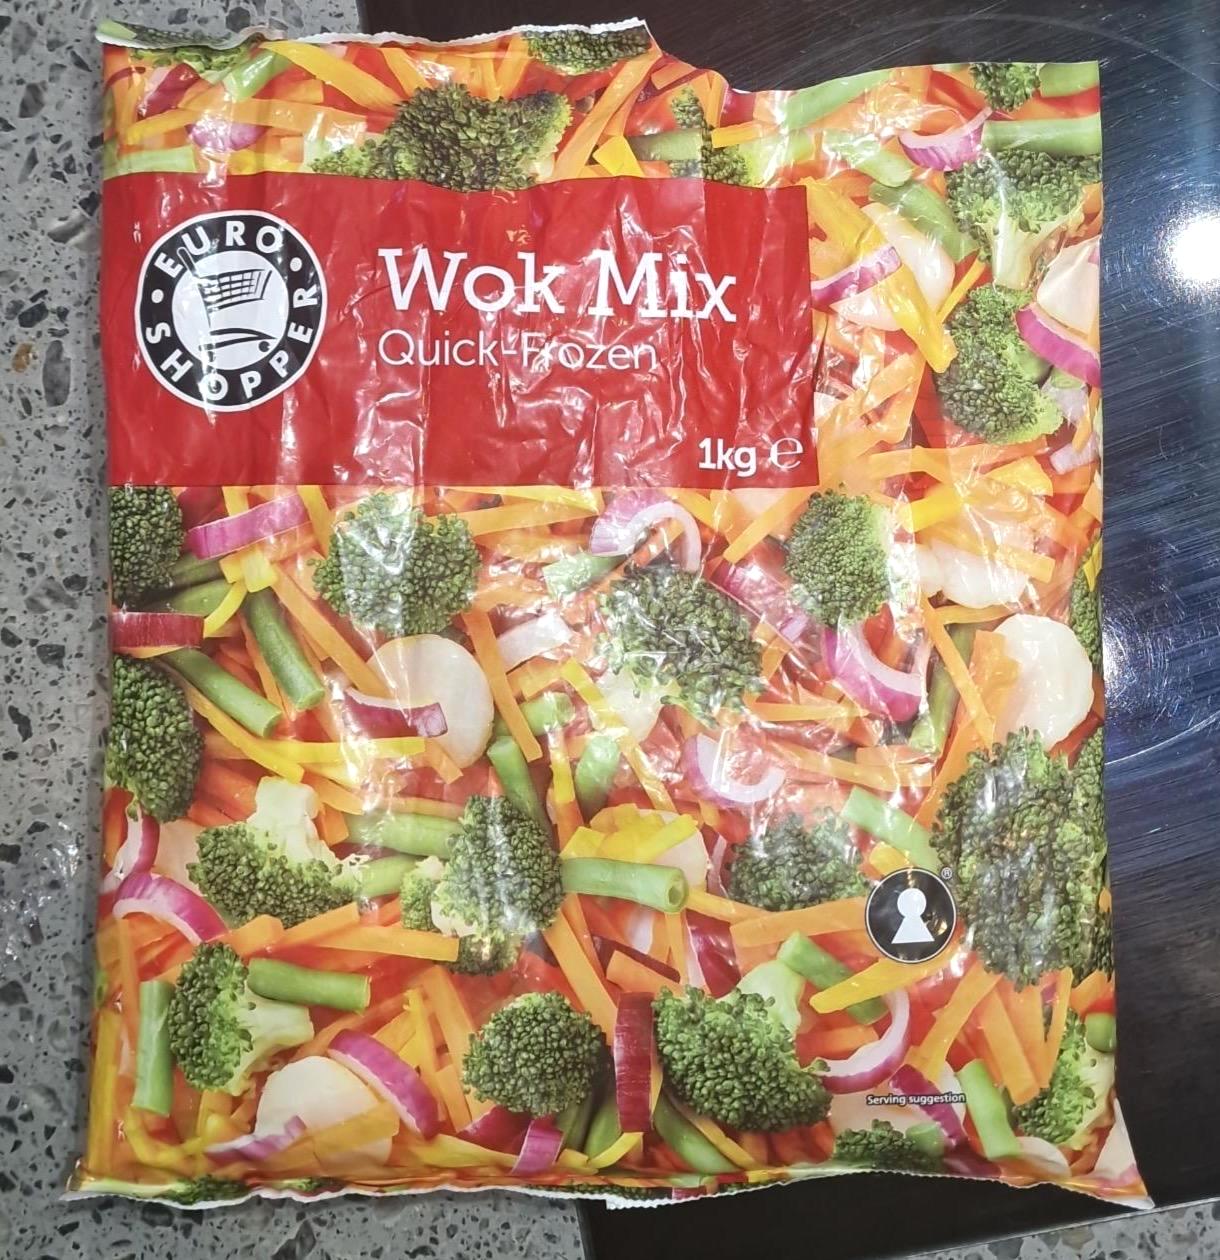 EURO SHOPPER
Wok Mix
Quick-Frozen
1kg ℮
®
Serving suggestion